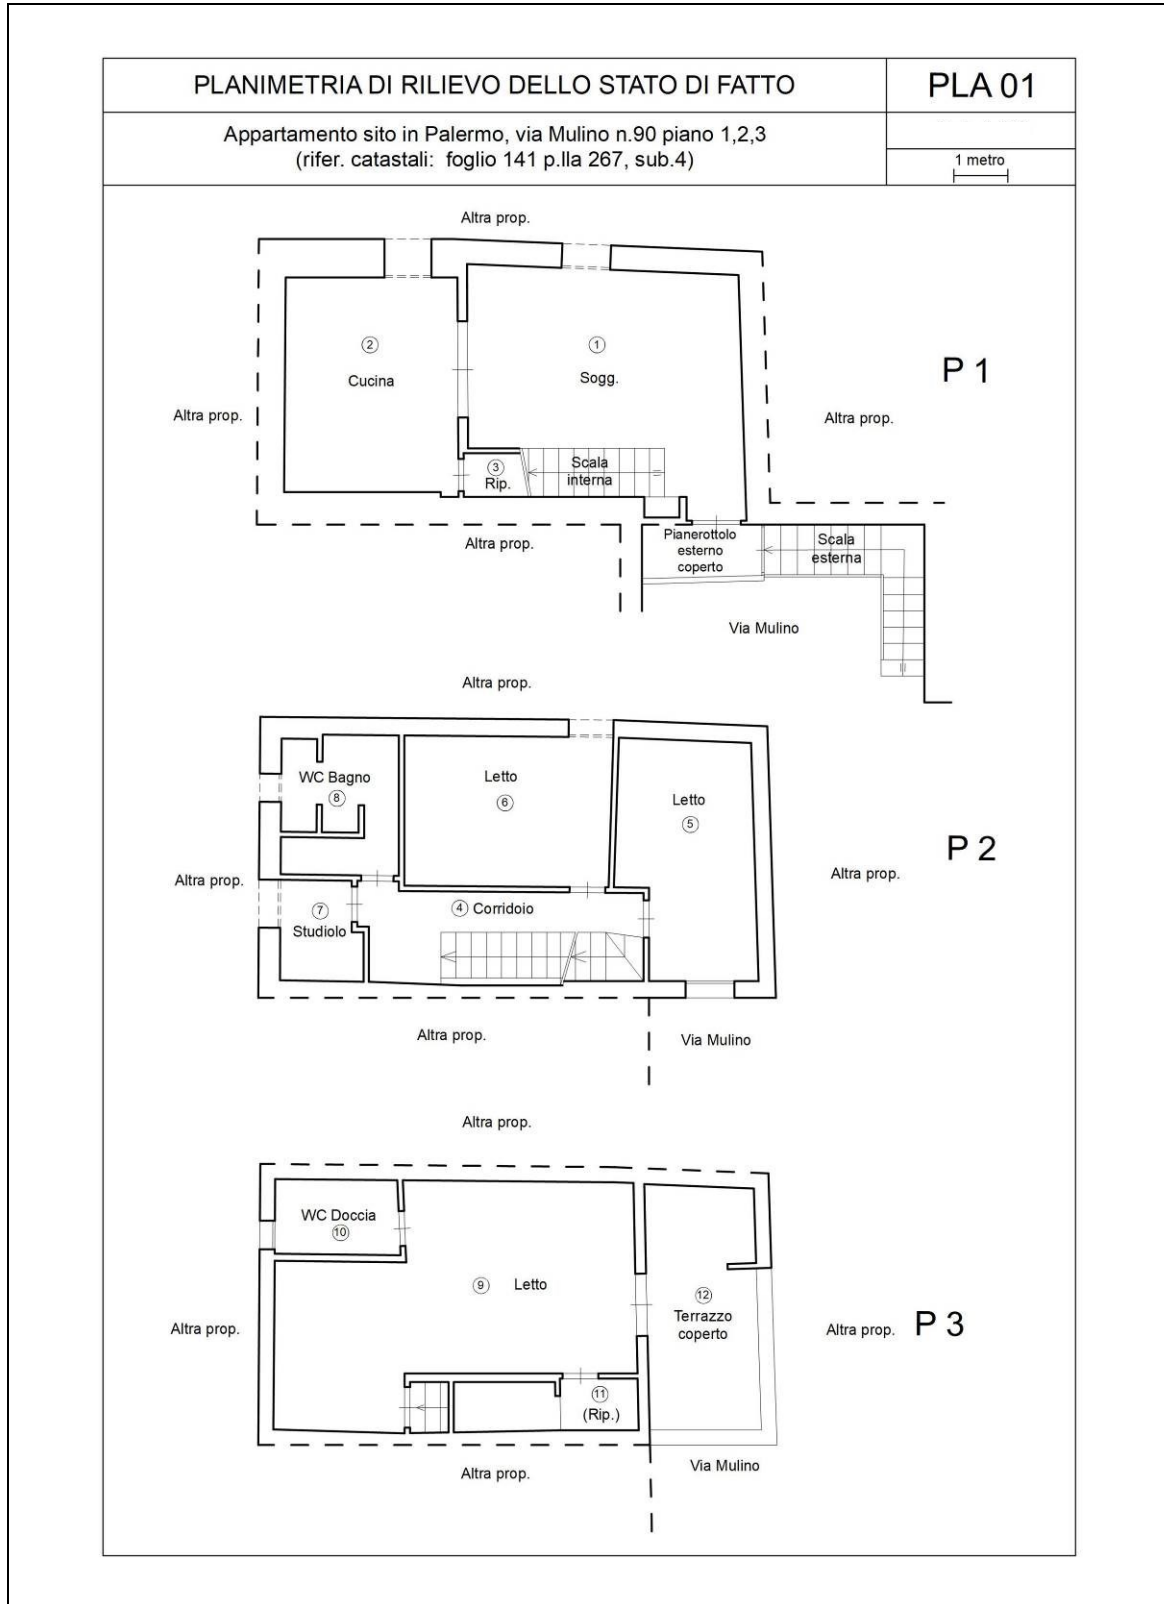 PLANIMETRIA DI RILIEVO DELLO STATO DI FATTO
PLA 01
Appartamento sito in Palermo, via Mulino n.90 piano 1,2,3
(rifer. catastali: foglio 141 p.lla 267, sub.4)
1 metro
Altra prop.
2
Cucina
1
Sogg.
P 1
Altra prop.
Altra prop.
3
Rip.
Scala
interna
Altra prop.
Pianerottolo
esterno
coperto
Scala
esterna
Via Mulino
Altra prop.
WC Bagno
8
Letto
6
Letto
5
P 2
Altra prop.
Altra prop.
7
Studiolo
4 Corridoio
Altra prop.
Via Mulino
Altra prop.
WC Doccia
10
9 Letto
12
Terrazzo
coperto
Altra prop.
Altra prop.
P 3
11
(Rip.)
Altra prop.
Via Mulino